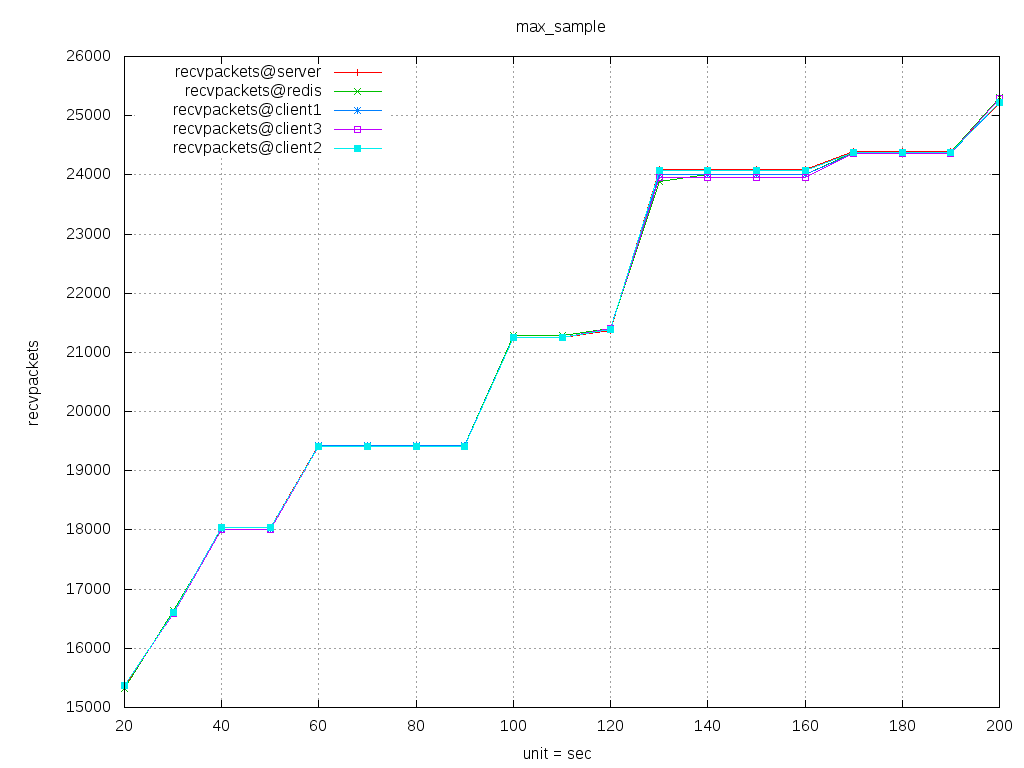 max_sample
26000
25000
24000
23000
22000
21000
20000
19000
18000
17000
16000
15000
recvpackets
recvpackets@server
recvpackets@redis
recvpackets@client1
recvpackets@client3
recvpackets@client2
20 40 60 80 100 120 140 160 180 200
unit = sec